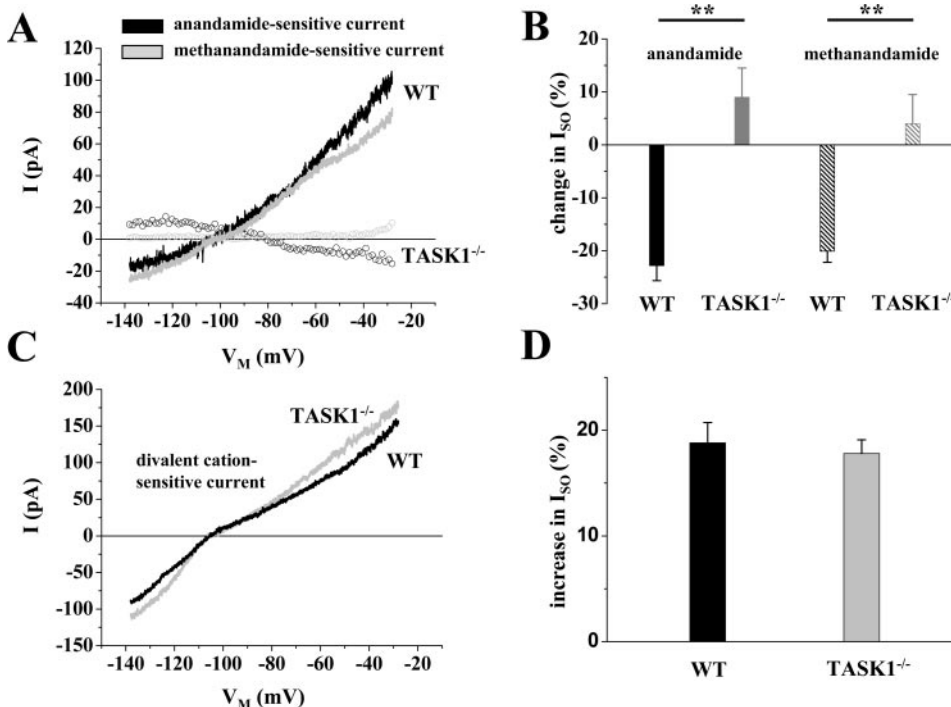 A
anandamide-sensitive current
methanandamide-sensitive current
120
100
80
60
40
20
0
-20
-40
I (pA)
WT
TASK1-/-
-140 -120 -100 -80 -60 -40 -20
VM (mV)
B
** **
anandamide methanandamide
20
10
0
-10
-20
-30
change in ISO (%)
WT TASK1-/- WT TASK1-/-
C
200
150
100
50
0
-50
-100
-150
I (pA)
TASK1-/-
WT
divalent cation-
sensitive current
-140 -120 -100 -80 -60 -40 -20
VM (mV)
D
20
10
0
increase in ISO (%)
WT TASK1-/-